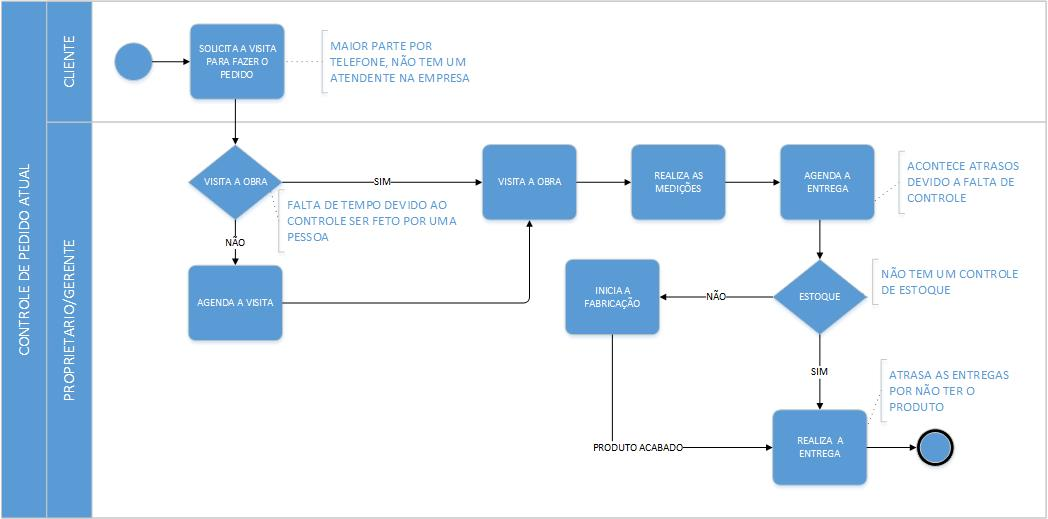 CONTROLE DE PEDIDO ATUAL
CLIENTE
SOLICITA A VISITA
PARA FAZER O
PEDIDO
MAIOR PARTE POR
TELEFONE, NÃO TEM UM
ATENDENTE NA EMPRESA
PROPRIETARIO/GERENTE
VISITA A OBRA
SIM
FALTA DE TEMPO DEVIDO AO
CONTROLE SER FETO POR UMA
PESSOA
NÃO
AGENDA A VISITA
VISITA A OBRA
REALIZA AS
MEDIÇÕES
AGENDA A
ENTREGA
ACONTECE ATRASOS
DEVIDO A FALTA DE
CONTROLE
ESTOQUE
NÃO TEM UM CONTROLE
DE ESTOQUE
NÃO
INICIA A
FABRICAÇÃO
SIM
ATRASA AS ENTREGAS
POR NÃO TER O
PRODUTO
PRODUTO ACABADO
REALIZA A
ENTREGA